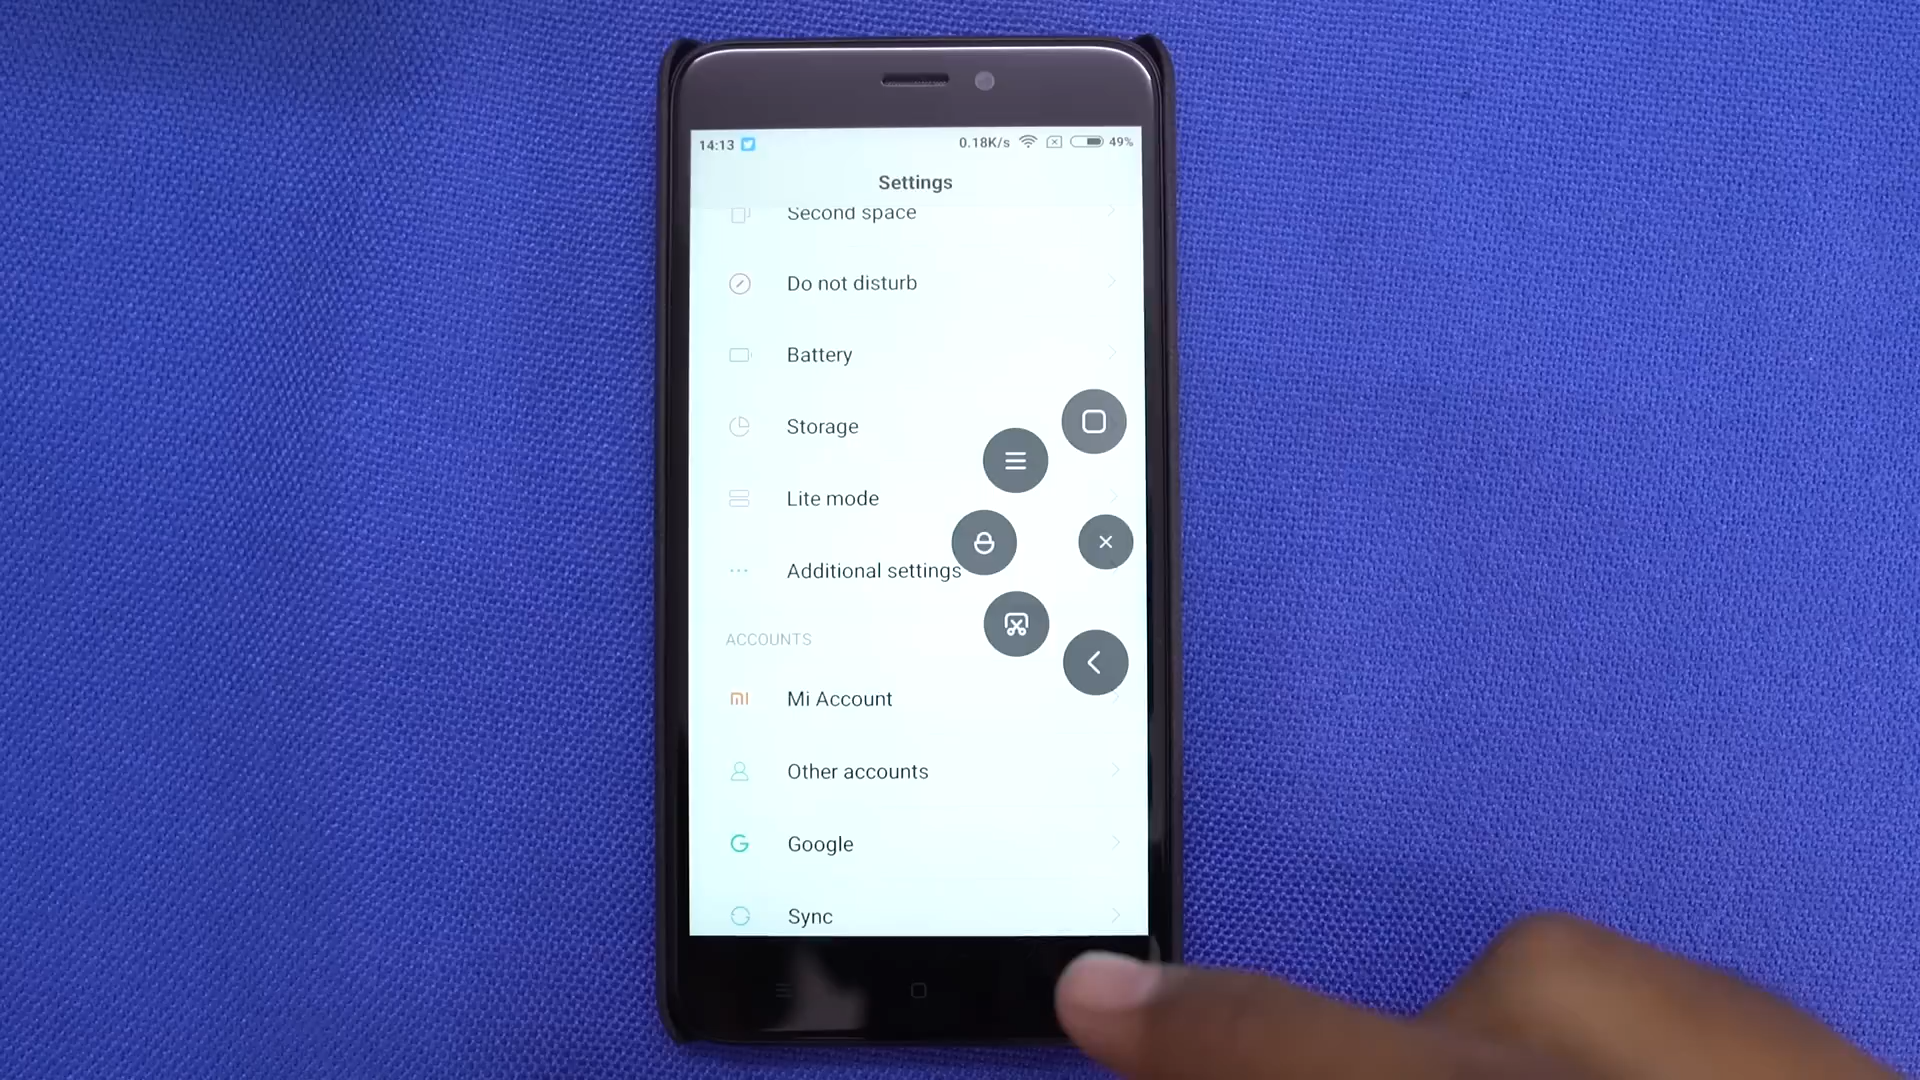 14:13 0.18K/s 49%
Settings
Second space
Do not disturb
Battery
Storage
Lite mode
Additional settings
ACCOUNTS
Mi Account
Other accounts
Google
Sync